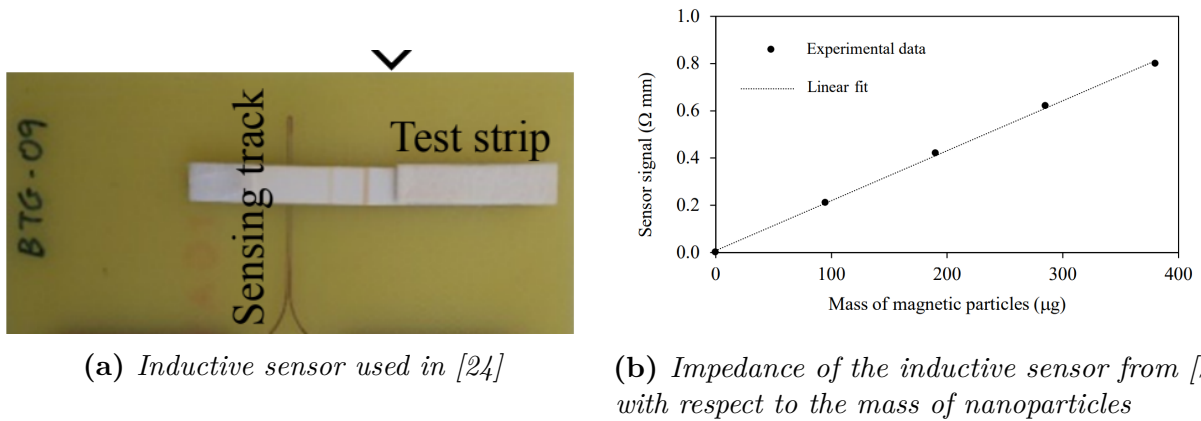 BTG-09
Sensing track
Test strip
(a) Inductive sensor used in [24]
1.0
0.8
0.6
0.4
0.2
0.0
Sensor signal (Ω mm)
Experimental data
Linear fit
0 100 200 300 400
Mass of magnetic particles (µg)
(b) Impedance of the inductive sensor from
with respect to the mass of nanoparticles